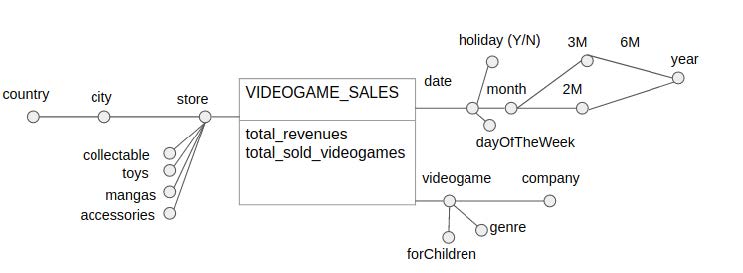 holiday (Y/N)
3M
6M
year
date
month
2M
dayOfTheWeek
country
city
store
VIDEOGAME_SALES
total_revenues
total_sold_videogames
collectable
toys
mangas
accessories
videogame
company
genre
forChildren